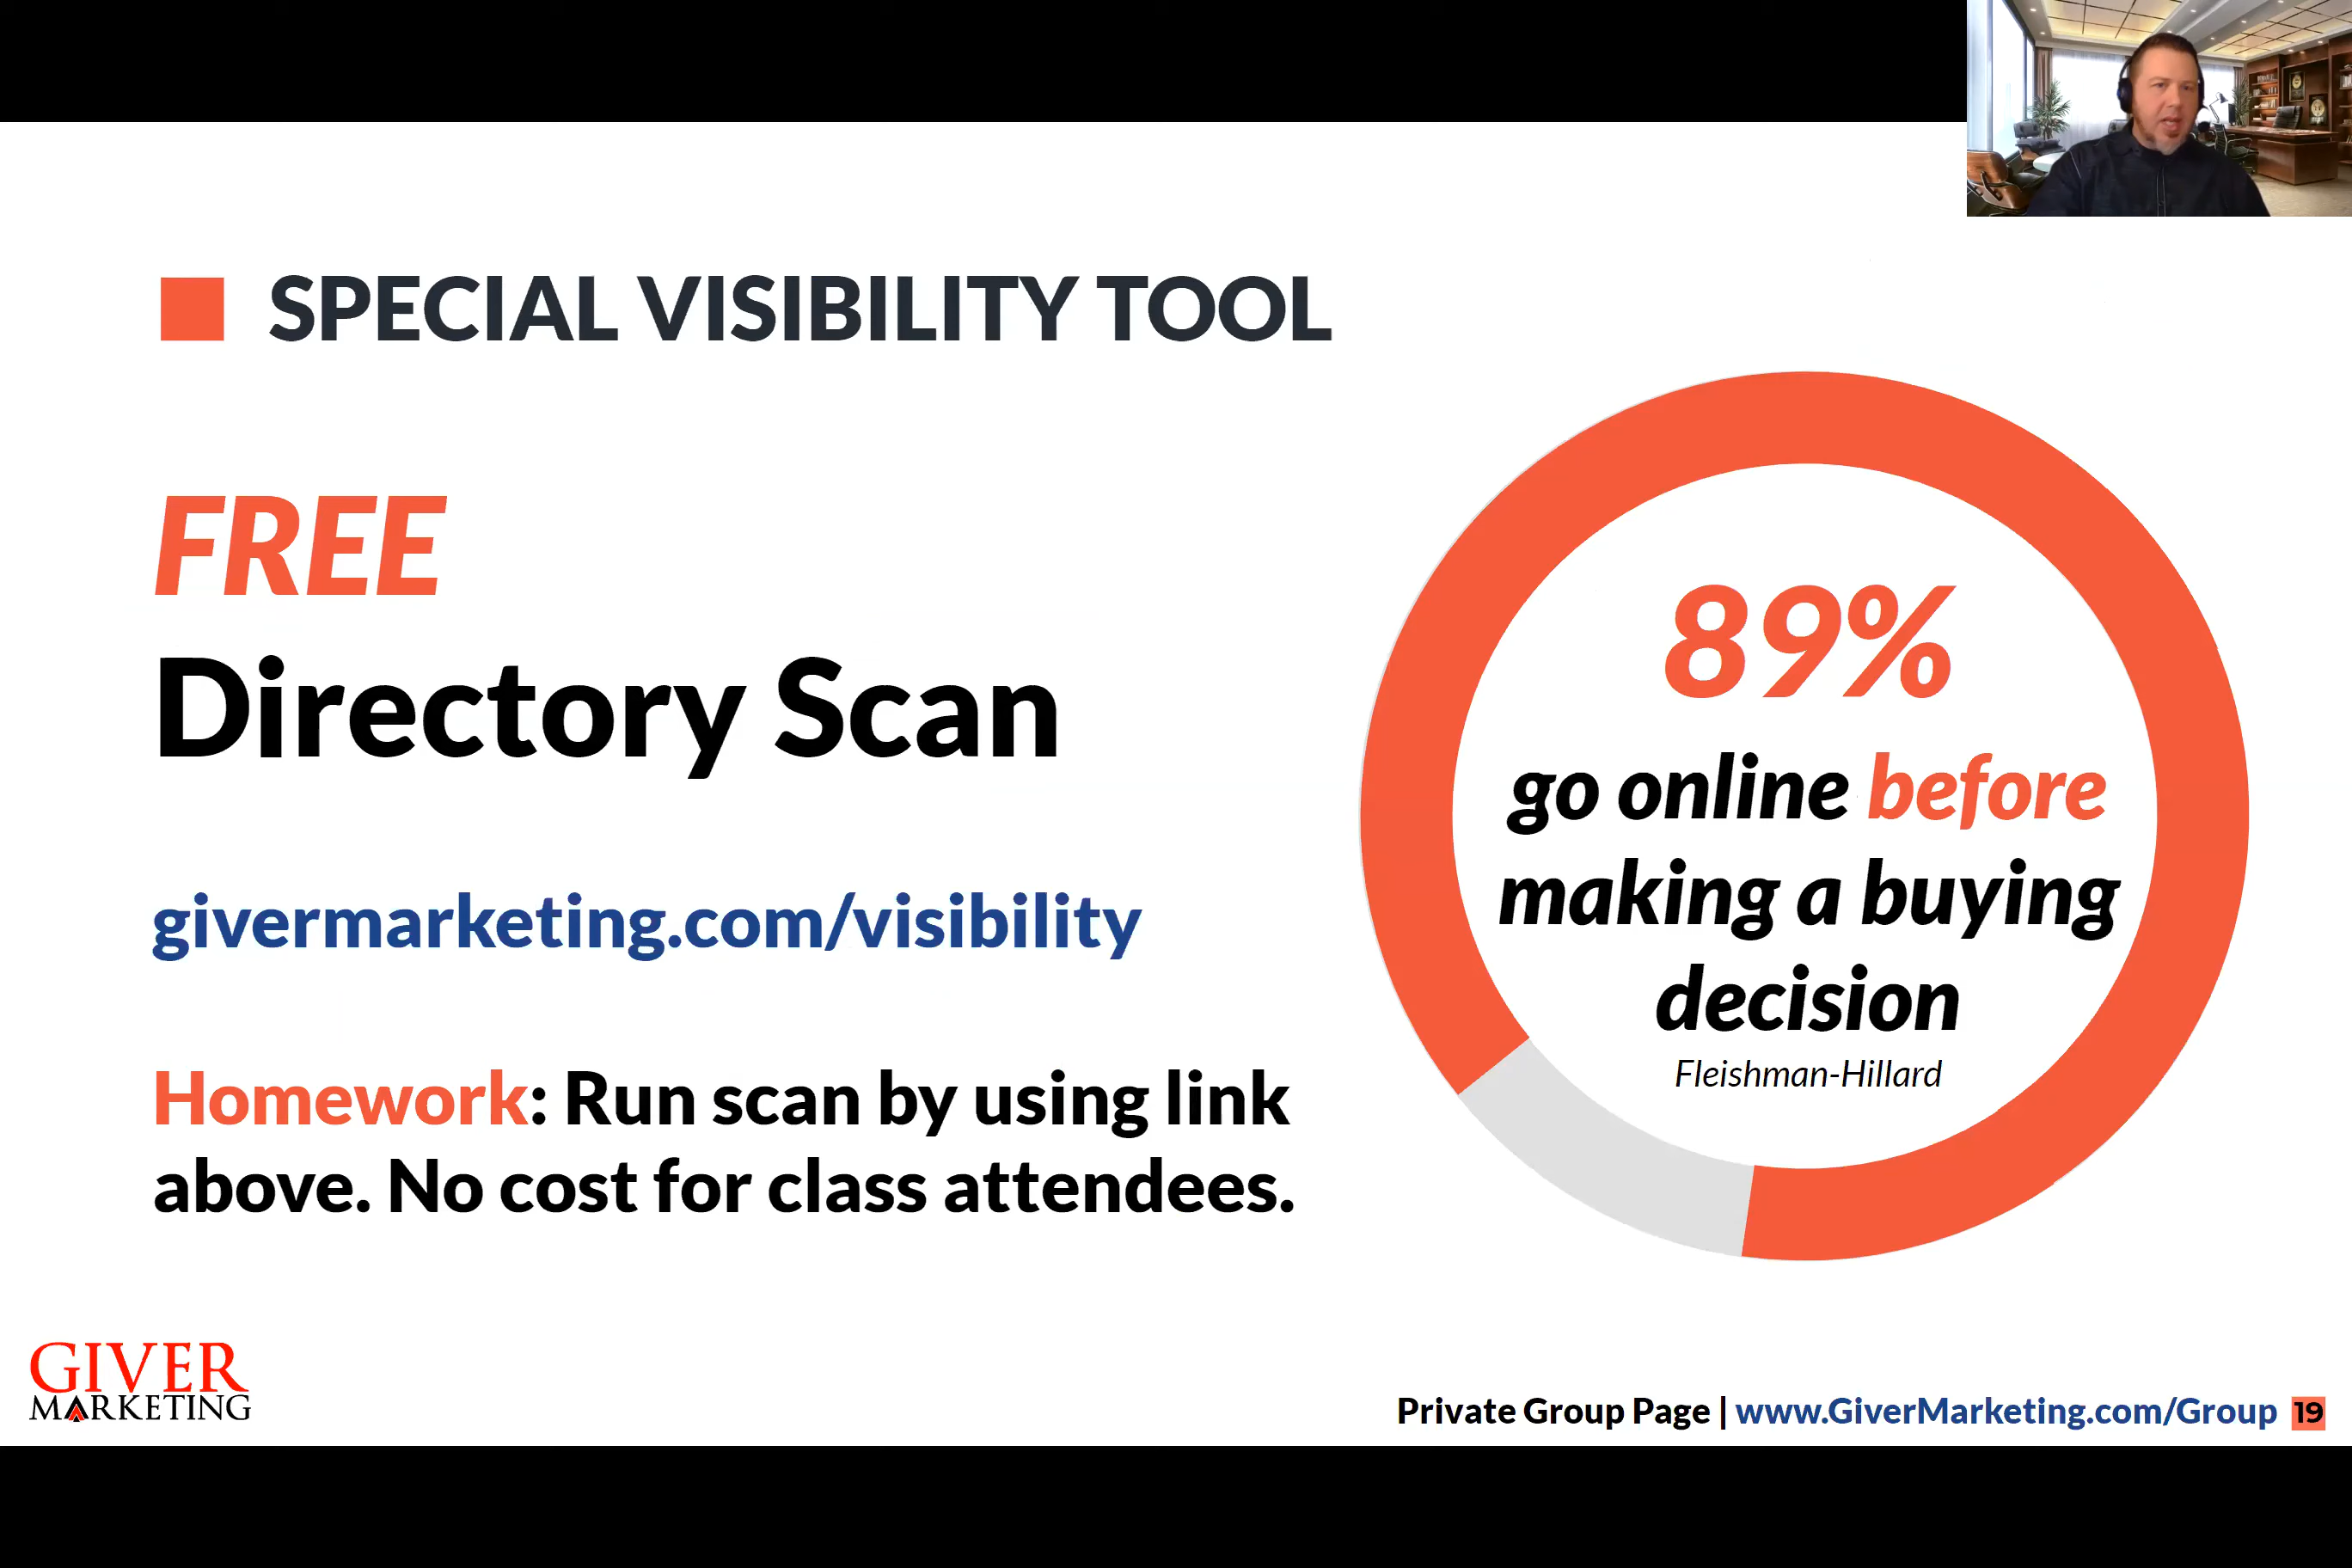 SPECIAL VISIBILITY TOOL
FREE
Directory Scan
givermarketing.com/visibility
Homework: Run scan by using link
above. No cost for class attendees.
89%
go online before
making a buying
decision
Fleishman-Hillard
GIVER
MARKETING
Private Group Page | www.GiverMarketing.com/Group 19